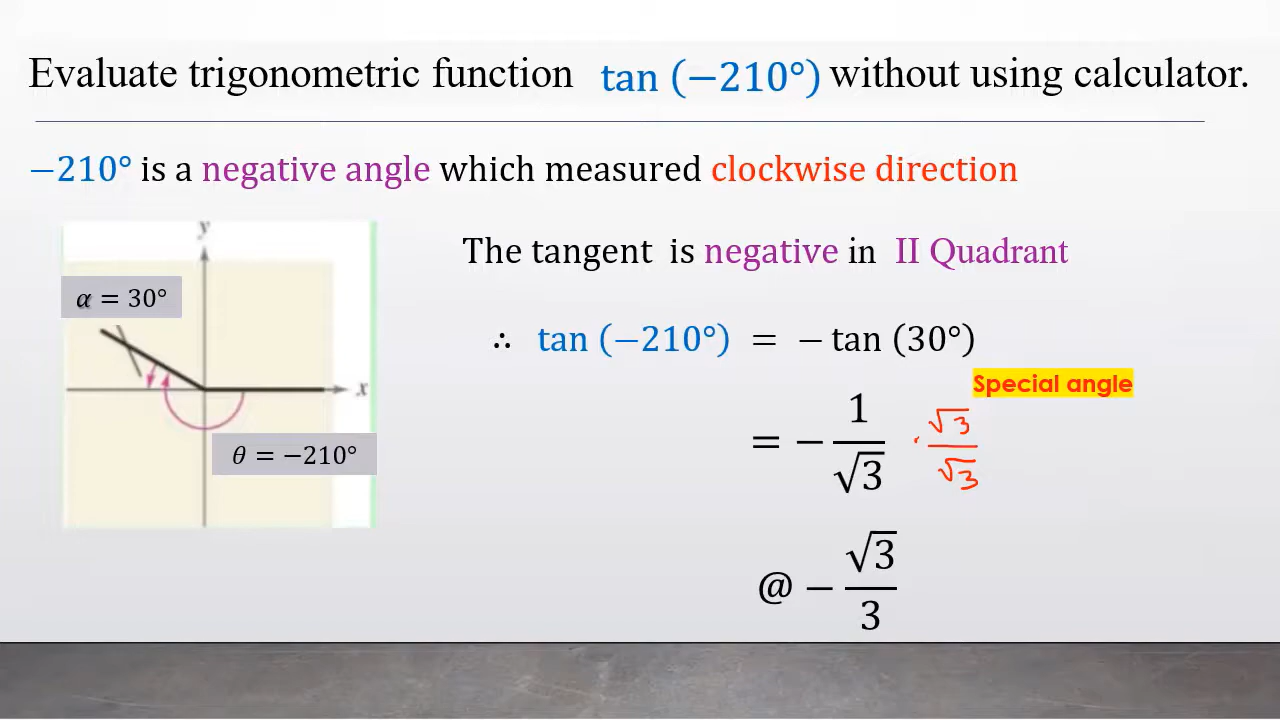 Evaluate trigonometric function tan (−210°) without using calculator.
−210° is a negative angle which measured clockwise direction
y
The tangent is negative in II Quadrant
α = 30°
∴ tan (−210°) = − tan (30°)
Special angle
x
= − 1/√3 · √3/√3
θ = −210°
@ − √3/3